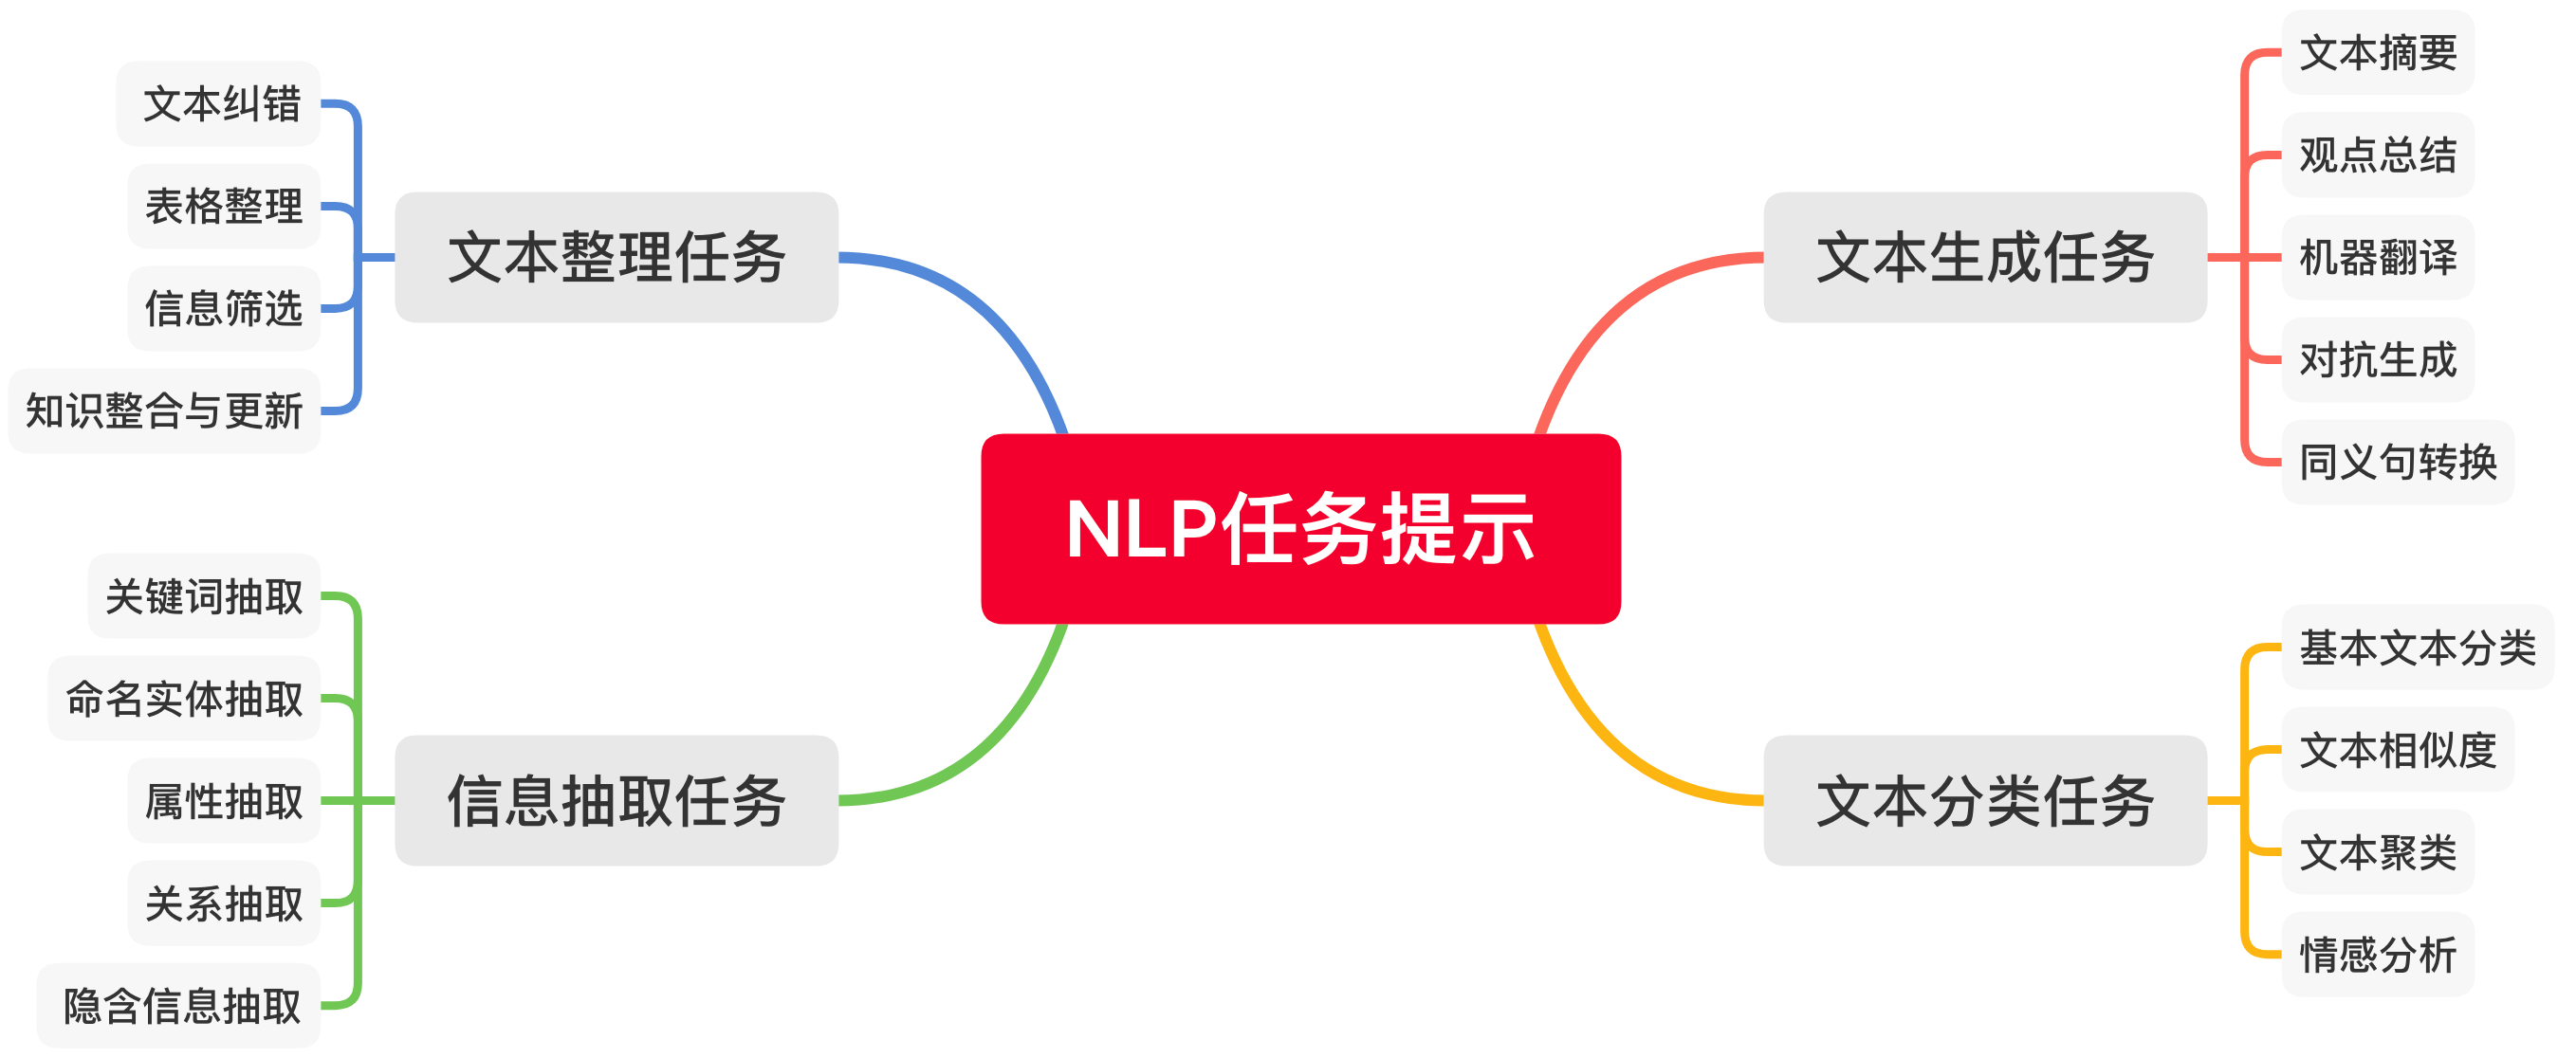 NLP任务提示
文本生成任务
文本摘要
观点总结
机器翻译
对抗生成
同义句转换
文本分类任务
基本文本分类
文本相似度
文本聚类
情感分析
文本整理任务
文本纠错
表格整理
信息筛选
知识整合与更新
信息抽取任务
关键词抽取
命名实体抽取
属性抽取
关系抽取
隐含信息抽取